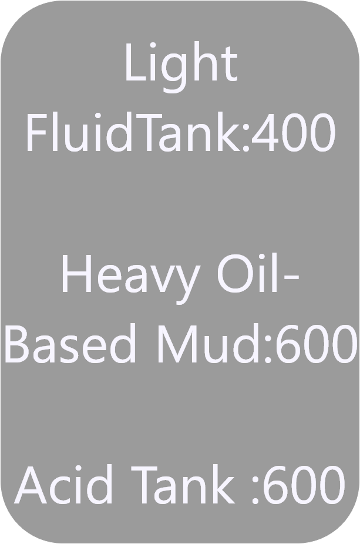 Light
FluidTank:400
Heavy Oil-
Based Mud:600
Acid Tank :600